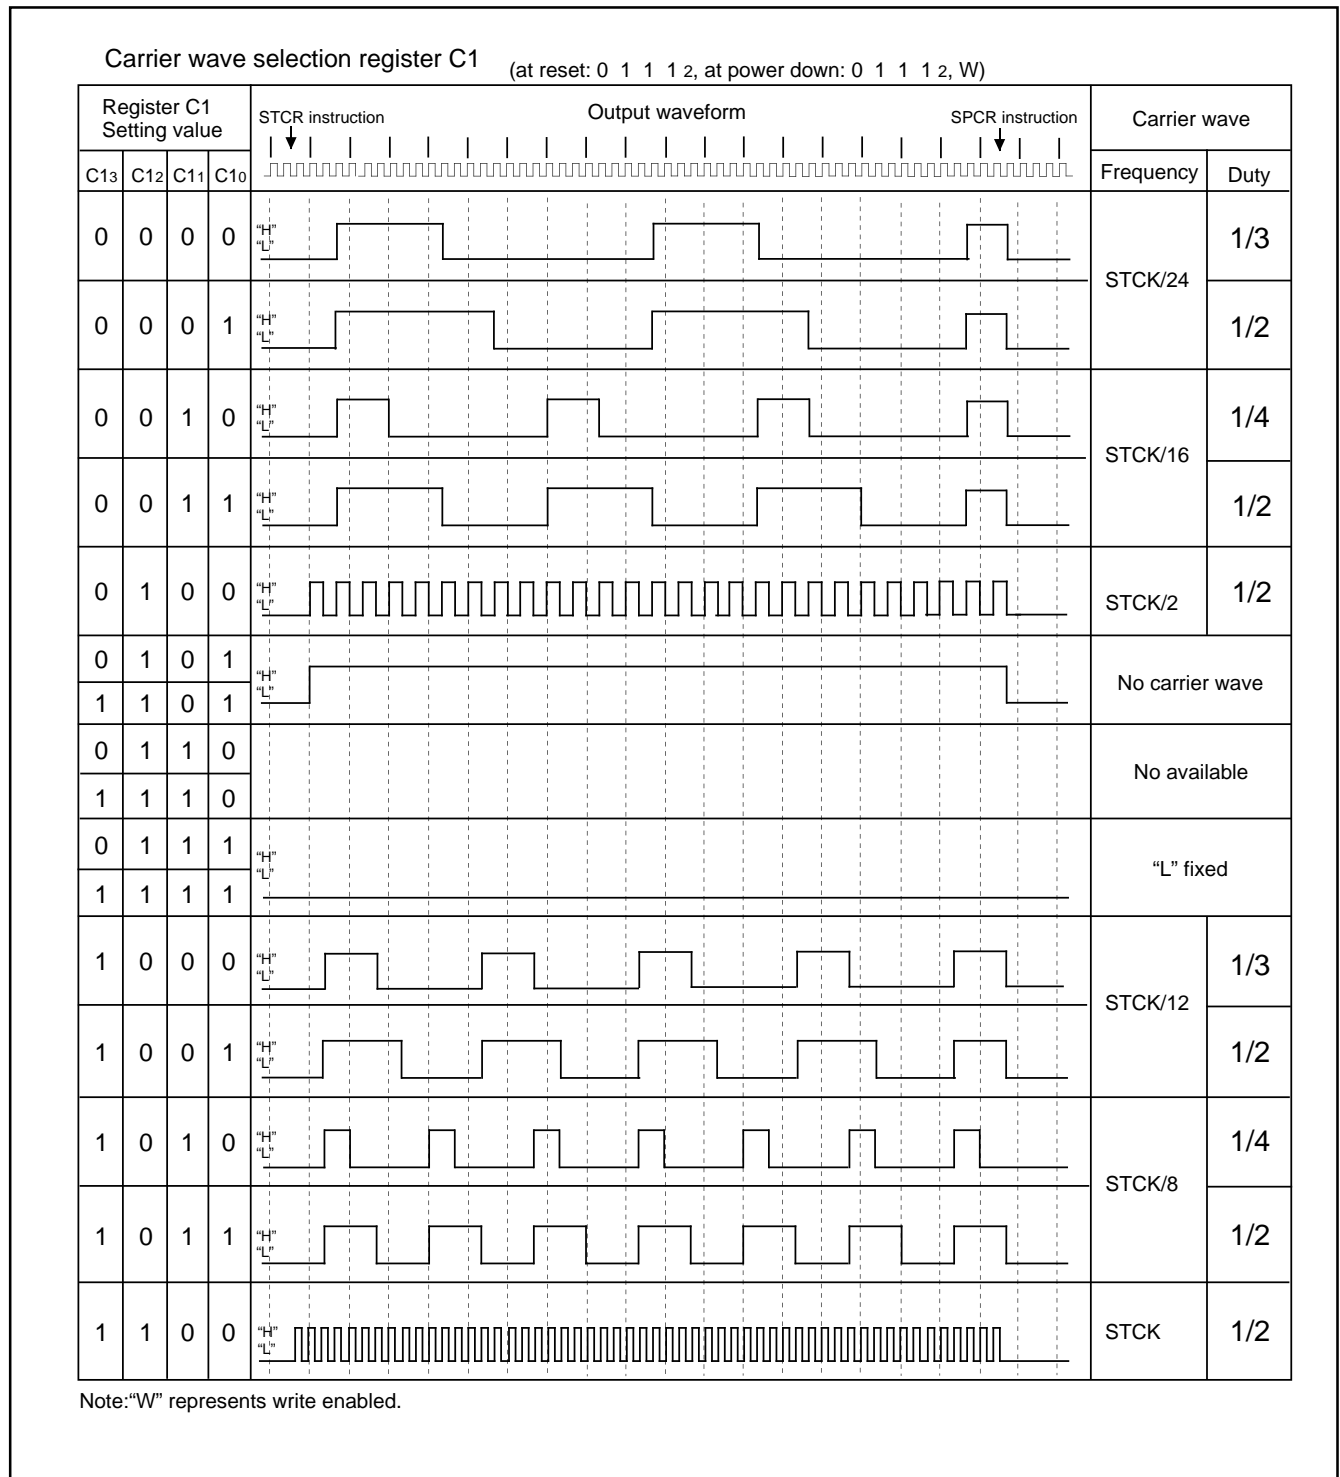 Carrier wave selection register C1 (at reset: 0 1 1 1 2, at power down: 0 1 1 1 2, W)
Register C1 Setting value
Output waveform
Carrier wave
STCR instruction
SPCR instruction
C13 C12 C11 C10
Frequency Duty
0 0 0 0 "H" "L" STCK/24 1/3
0 0 0 1 "H" "L" 1/2
0 0 1 0 "H" "L" STCK/16 1/4
0 0 1 1 "H" "L" 1/2
0 1 0 0 "H" "L" STCK/2 1/2
0 1 0 1 "H" "L" No carrier wave
1 1 0 1
0 1 1 0 No available
1 1 1 0
0 1 1 1 "H" "L" "L" fixed
1 1 1 1
1 0 0 0 "H" "L" STCK/12 1/3
1 0 0 1 "H" "L" 1/2
1 0 1 0 "H" "L" STCK/8 1/4
1 0 1 1 "H" "L" 1/2
1 1 0 0 "H" "L" STCK 1/2
Note:"W" represents write enabled.